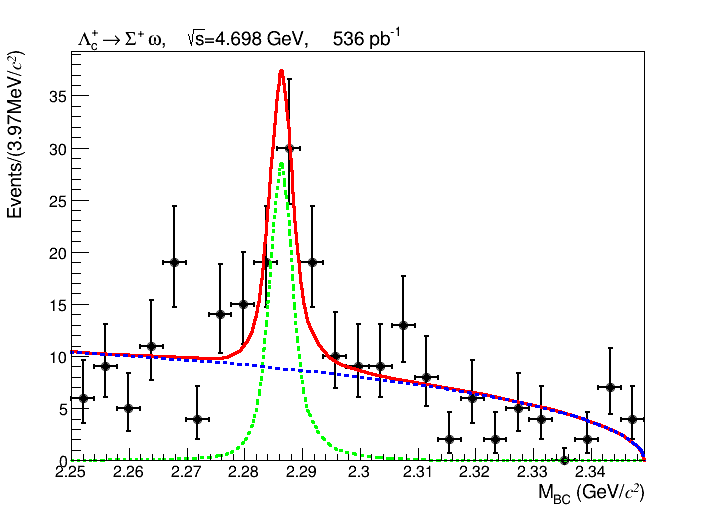 Λc+ → Σ+ ω, √s=4.698 GeV, 536 pb-1
Events/(3.97MeV/c2)
35
30
25
20
15
10
5
0
2.25 2.26 2.27 2.28 2.29 2.3 2.31 2.32 2.33 2.34
MBC (GeV/c2)